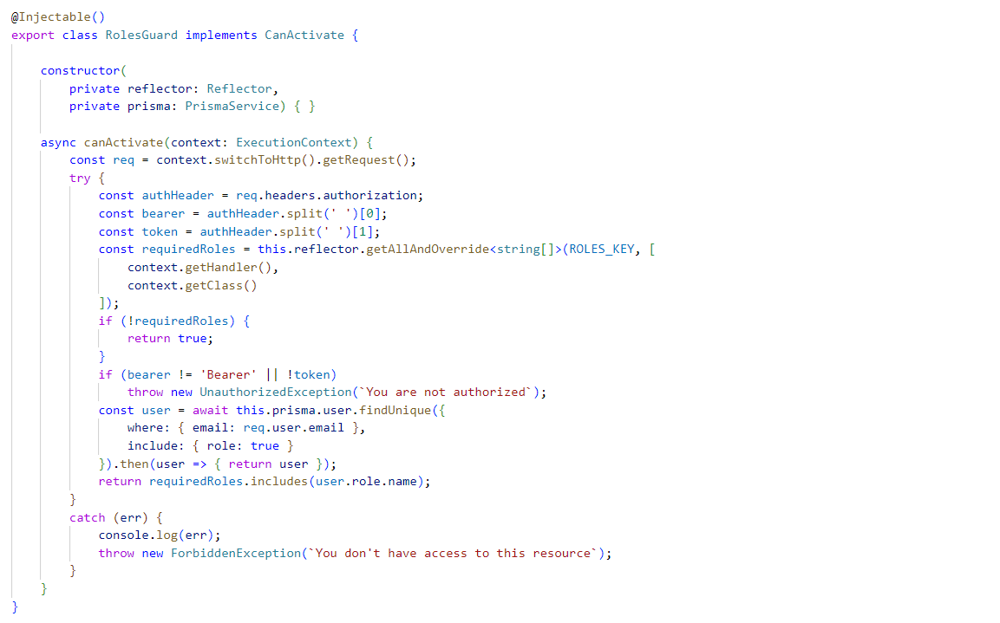 @Injectable()
export class RolesGuard implements CanActivate {
constructor(
private reflector: Reflector,
private prisma: PrismaService) { }
async canActivate(context: ExecutionContext) {
const req = context.switchToHttp().getRequest();
try {
const authHeader = req.headers.authorization;
const bearer = authHeader.split(' ')[0];
const token = authHeader.split(' ')[1];
const requiredRoles = this.reflector.getAllAndOverride<string[]>(ROLES_KEY, [
context.getHandler(),
context.getClass()
]);
if (!requiredRoles) {
return true;
}
if (bearer != 'Bearer' || !token)
throw new UnauthorizedException(`You are not authorized`);
const user = await this.prisma.user.findUnique({
where: { email: req.user.email },
include: { role: true }
}).then(user => { return user });
return requiredRoles.includes(user.role.name);
}
catch (err) {
console.log(err);
throw new ForbiddenException(`You don't have access to this resource`);
}
}
}